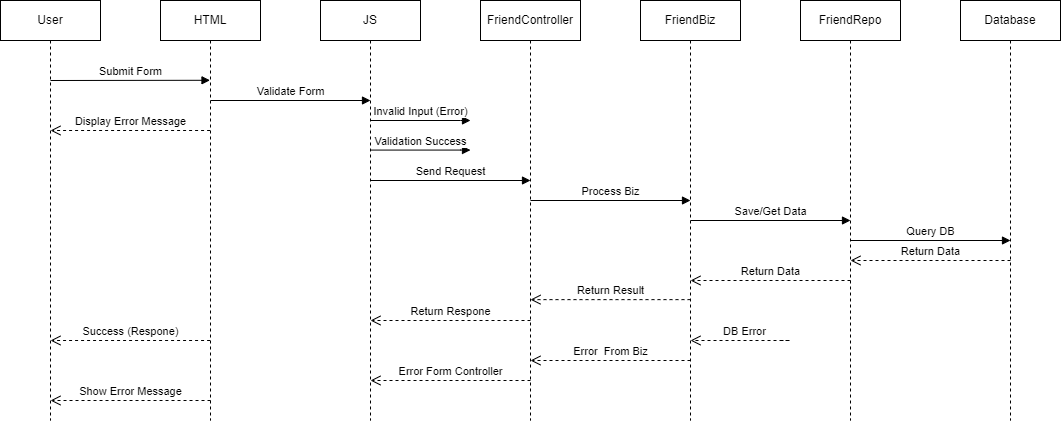 User
HTML
JS
FriendController
FriendBiz
FriendRepo
Database
Submit Form
Validate Form
Invalid Input (Error)
Display Error Message
Validation Success
Send Request
Process Biz
Save/Get Data
Query DB
Return Data
Return Data
Return Result
Return Respone
Success (Respone)
DB Error
Error From Biz
Error Form Controller
Show Error Message